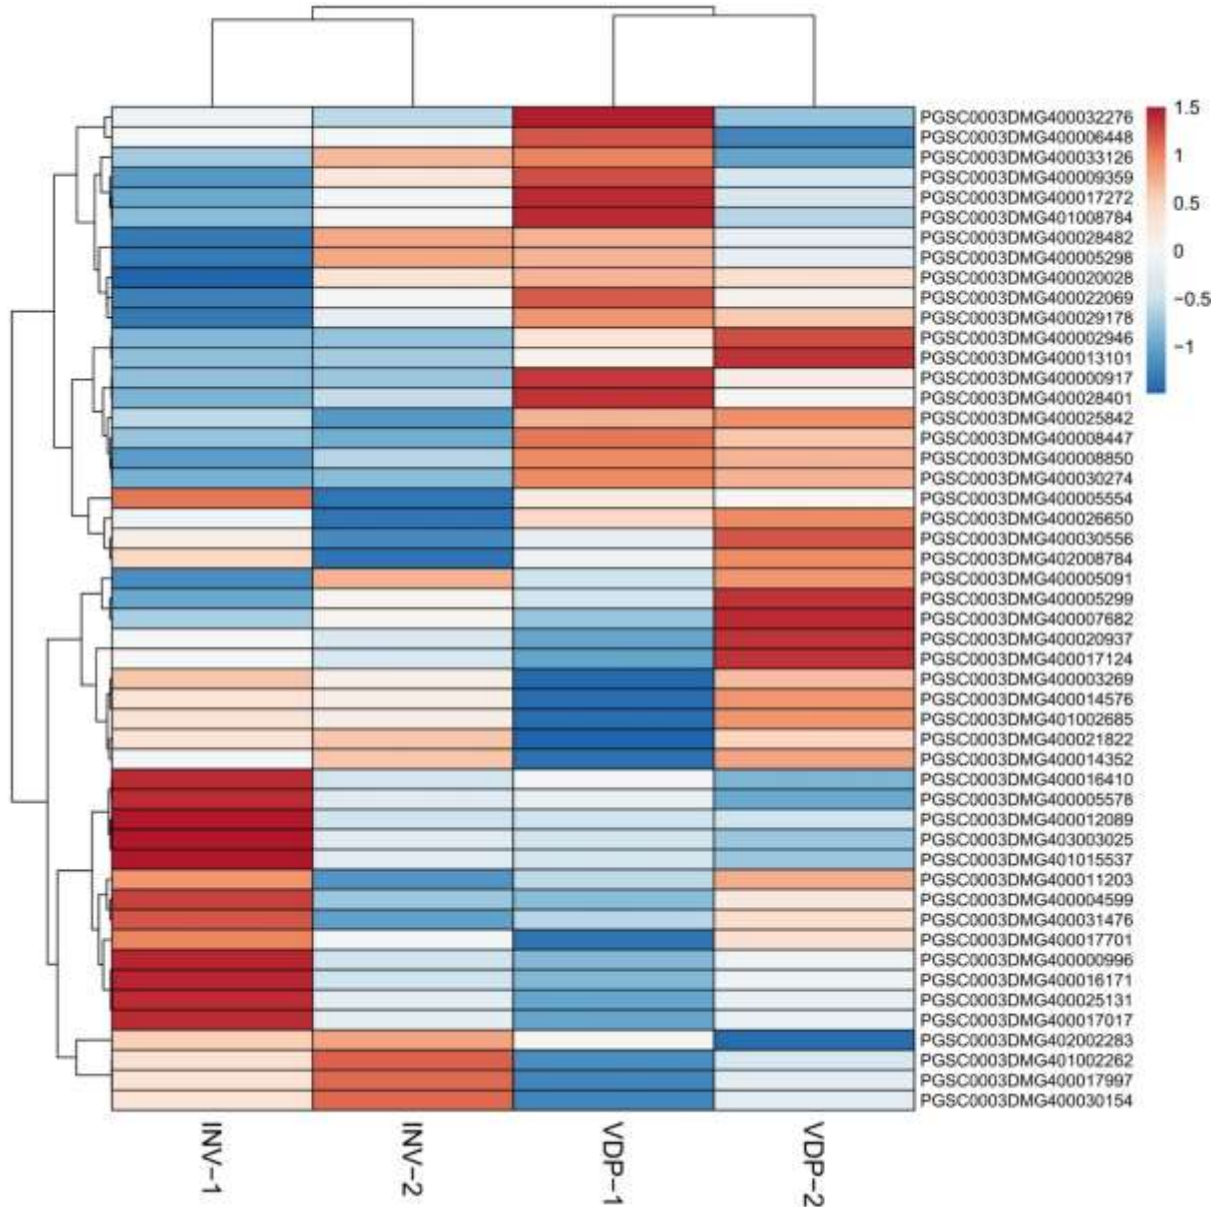 PGSC0003DMG400032276
PGSC0003DMG400006448
PGSC0003DMG400033126
PGSC0003DMG400009359
PGSC0003DMG400017272
PGSC0003DMG401008784
PGSC0003DMG400028482
PGSC0003DMG400005298
PGSC0003DMG400020028
PGSC0003DMG400022069
PGSC0003DMG400029178
PGSC0003DMG400002946
PGSC0003DMG400013101
PGSC0003DMG400000917
PGSC0003DMG400028401
PGSC0003DMG400025842
PGSC0003DMG400008447
PGSC0003DMG400008850
PGSC0003DMG400030274
PGSC0003DMG400005554
PGSC0003DMG400026650
PGSC0003DMG400030556
PGSC0003DMG402008784
PGSC0003DMG400005091
PGSC0003DMG400005299
PGSC0003DMG400007682
PGSC0003DMG400020937
PGSC0003DMG400017124
PGSC0003DMG400003269
PGSC0003DMG400014576
PGSC0003DMG401002685
PGSC0003DMG400021822
PGSC0003DMG400014352
PGSC0003DMG400016410
PGSC0003DMG400005578
PGSC0003DMG400012089
PGSC0003DMG403003025
PGSC0003DMG401015537
PGSC0003DMG400011203
PGSC0003DMG400004599
PGSC0003DMG400031476
PGSC0003DMG400017701
PGSC0003DMG400000996
PGSC0003DMG400016171
PGSC0003DMG400025131
PGSC0003DMG400017017
PGSC0003DMG402002283
PGSC0003DMG401002262
PGSC0003DMG400017997
PGSC0003DMG400030154
1.5
1
0.5
0
−0.5
−1
INV−1
INV−2
VDP−1
VDP−2